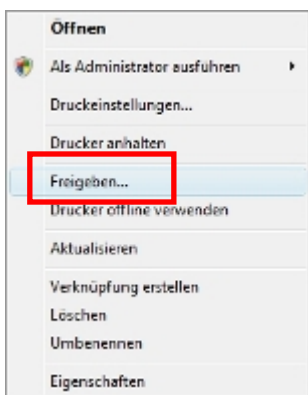 Öffnen
Als Administrator ausführen
Druckeinstellungen...
Drucker anhalten
Freigeben...
Drucker offline verwenden
Aktualisieren
Verknüpfung erstellen
Löschen
Umbenennen
Eigenschaften